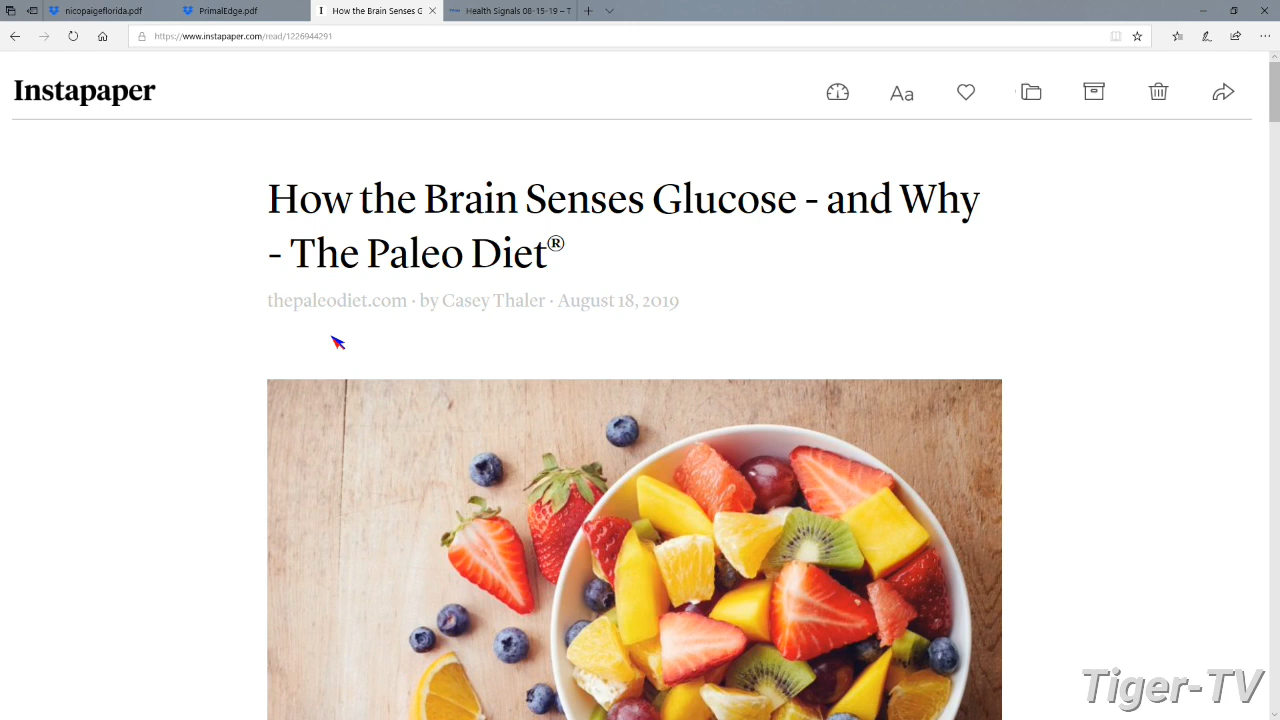 nicopaigeflorida.pdf
PrimalEdge.pdf
How the Brain Senses G
Health Signals 08-15-19 – T
https://www.instapaper.com/read/1226944291
Instapaper
Aa
How the Brain Senses Glucose - and Why
- The Paleo Diet®
thepaleodiet.com · by Casey Thaler · August 18, 2019
Tiger-TV